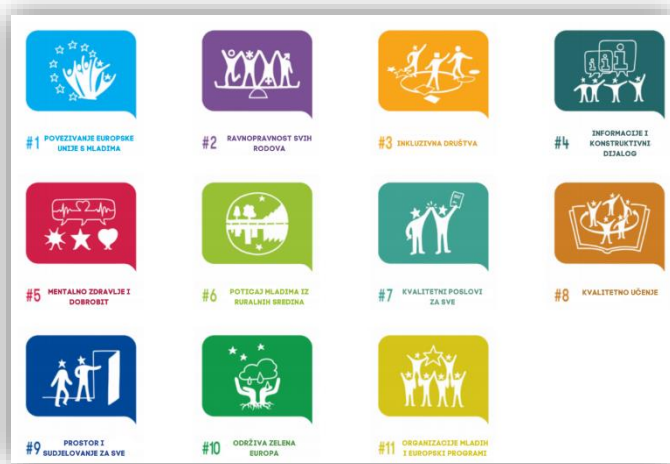 #1 POVEZIVANJE EUROPSKE
UNIJE S MLADIMA
#2 RAVNOPRAVNOST SVIH
RODOVA
#3 INKLUZIVNA DRUŠTVA
#4 INFORMACIJE I
KONSTRUKTIVNI
DIJALOG
#5 MENTALNO ZDRAVLJE I
DOBROBIT
#6 POTICAJ MLADIMA IZ
RURALNIH SREDINA
#7 KVALITETNI POSLOVI
ZA SVE
#8 KVALITETNO UČENJE
#9 PROSTOR I
SUDJELOVANJE ZA SVE
#10 ODRŽIVA ZELENA
EUROPA
#11 ORGANIZACIJE MLADIH
I EUROPSKI PROGRAMI